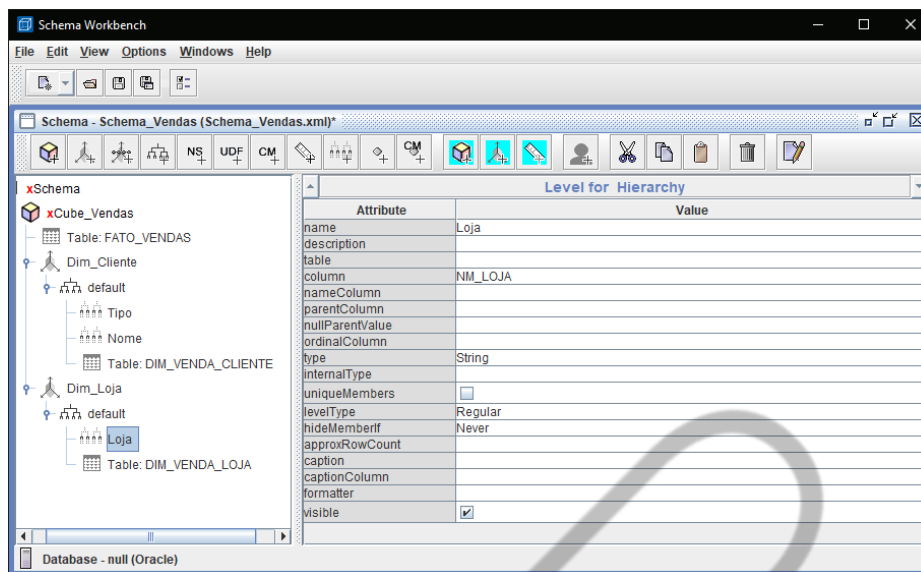 Schema Workbench
File Edit View Options Windows Help
Schema - Schema_Vendas (Schema_Vendas.xml)*
NS UDF CM CM
xSchema
xCube_Vendas
Table: FATO_VENDAS
Dim_Cliente
default
Tipo
Nome
Table: DIM_VENDA_CLIENTE
Dim_Loja
default
Loja
Table: DIM_VENDA_LOJA
Level for Hierarchy
Attribute Value
name Loja
description
table
column NM_LOJA
nameColumn
parentColumn
nullParentValue
ordinalColumn
type String
internalType
uniqueMembers
levelType Regular
hideMemberIf Never
approxRowCount
caption
captionColumn
formatter
visible
Database - null (Oracle)